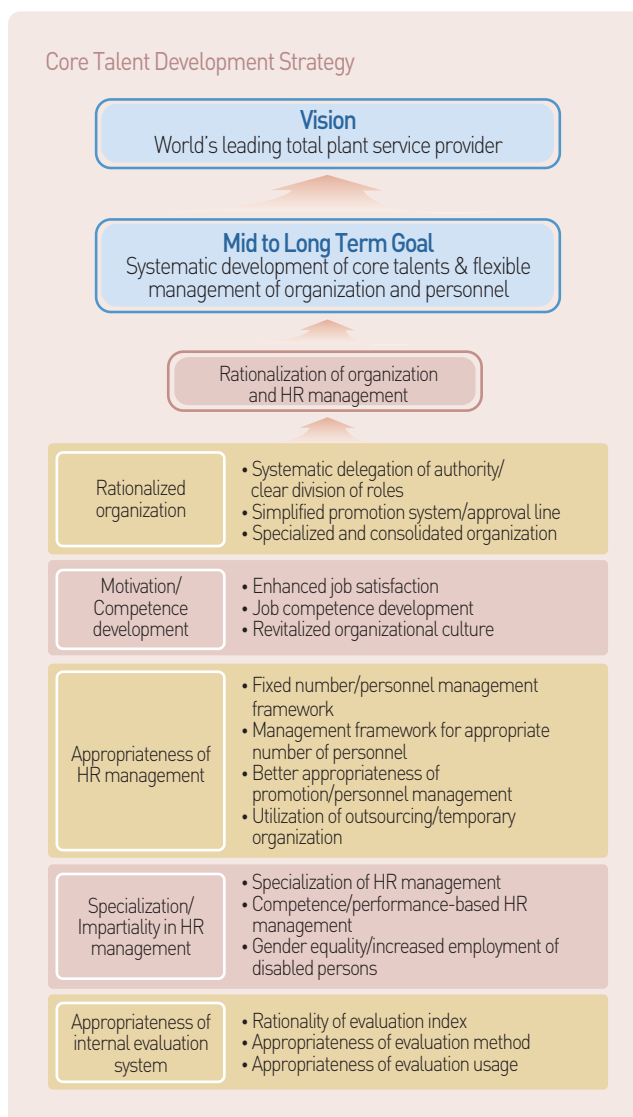 Core Talent Development Strategy
Vision
World's leading total plant service provider
Mid to Long Term Goal
Systematic development of core talents & flexible
management of organization and personnel
Rationalization of organization
and HR management
Rationalized
organization
• Systematic delegation of authority/
clear division of roles
• Simplified promotion system/approval line
• Specialized and consolidated organization
Motivation/
Competence
development
• Enhanced job satisfaction
• Job competence development
• Revitalized organizational culture
Appropriateness of
HR management
• Fixed number/personnel management
framework
• Management framework for appropriate
number of personnel
• Better appropriateness of
promotion/personnel management
• Utilization of outsourcing/temporary
organization
Specialization/
Impartiality in HR
management
• Specialization of HR management
• Competence/performance-based HR
management
• Gender equality/increased employment of
disabled persons
Appropriateness of
internal evaluation
system
• Rationality of evaluation index
• Appropriateness of evaluation method
• Appropriateness of evaluation usage